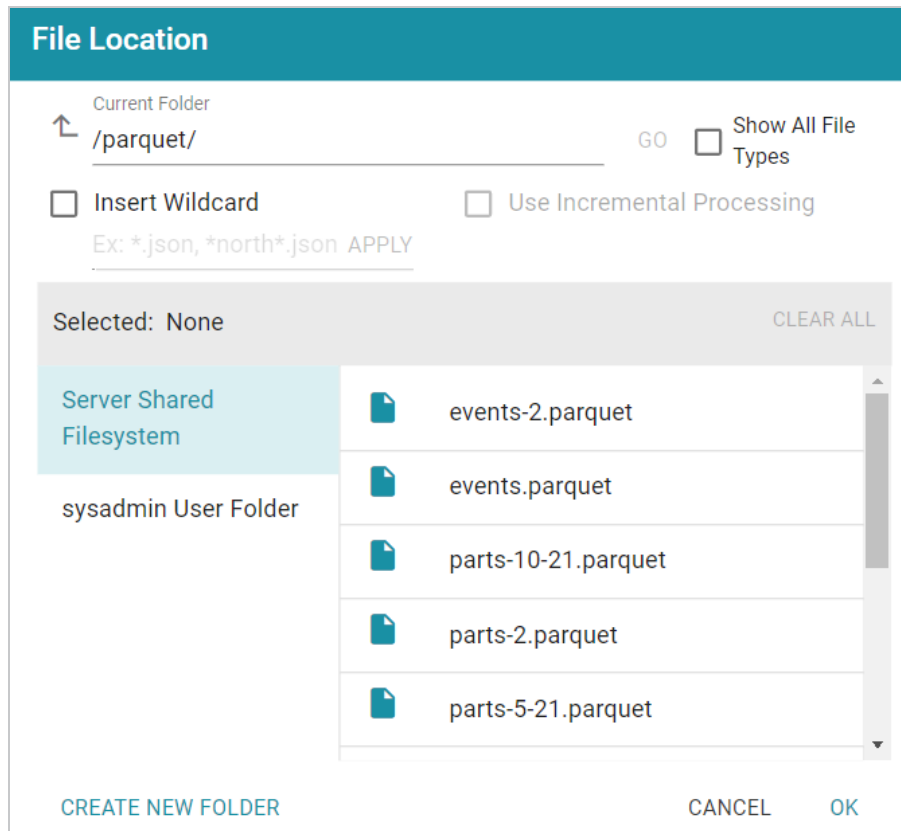 File Location
Current Folder
/parquet/
GO
Show All File
Types
Insert Wildcard
Use Incremental Processing
Ex: *.json, *north*.json APPLY
Selected: None
CLEAR ALL
Server Shared
Filesystem
sysadmin User Folder
events-2.parquet
events.parquet
parts-10-21.parquet
parts-2.parquet
parts-5-21.parquet
CREATE NEW FOLDER
CANCEL
OK